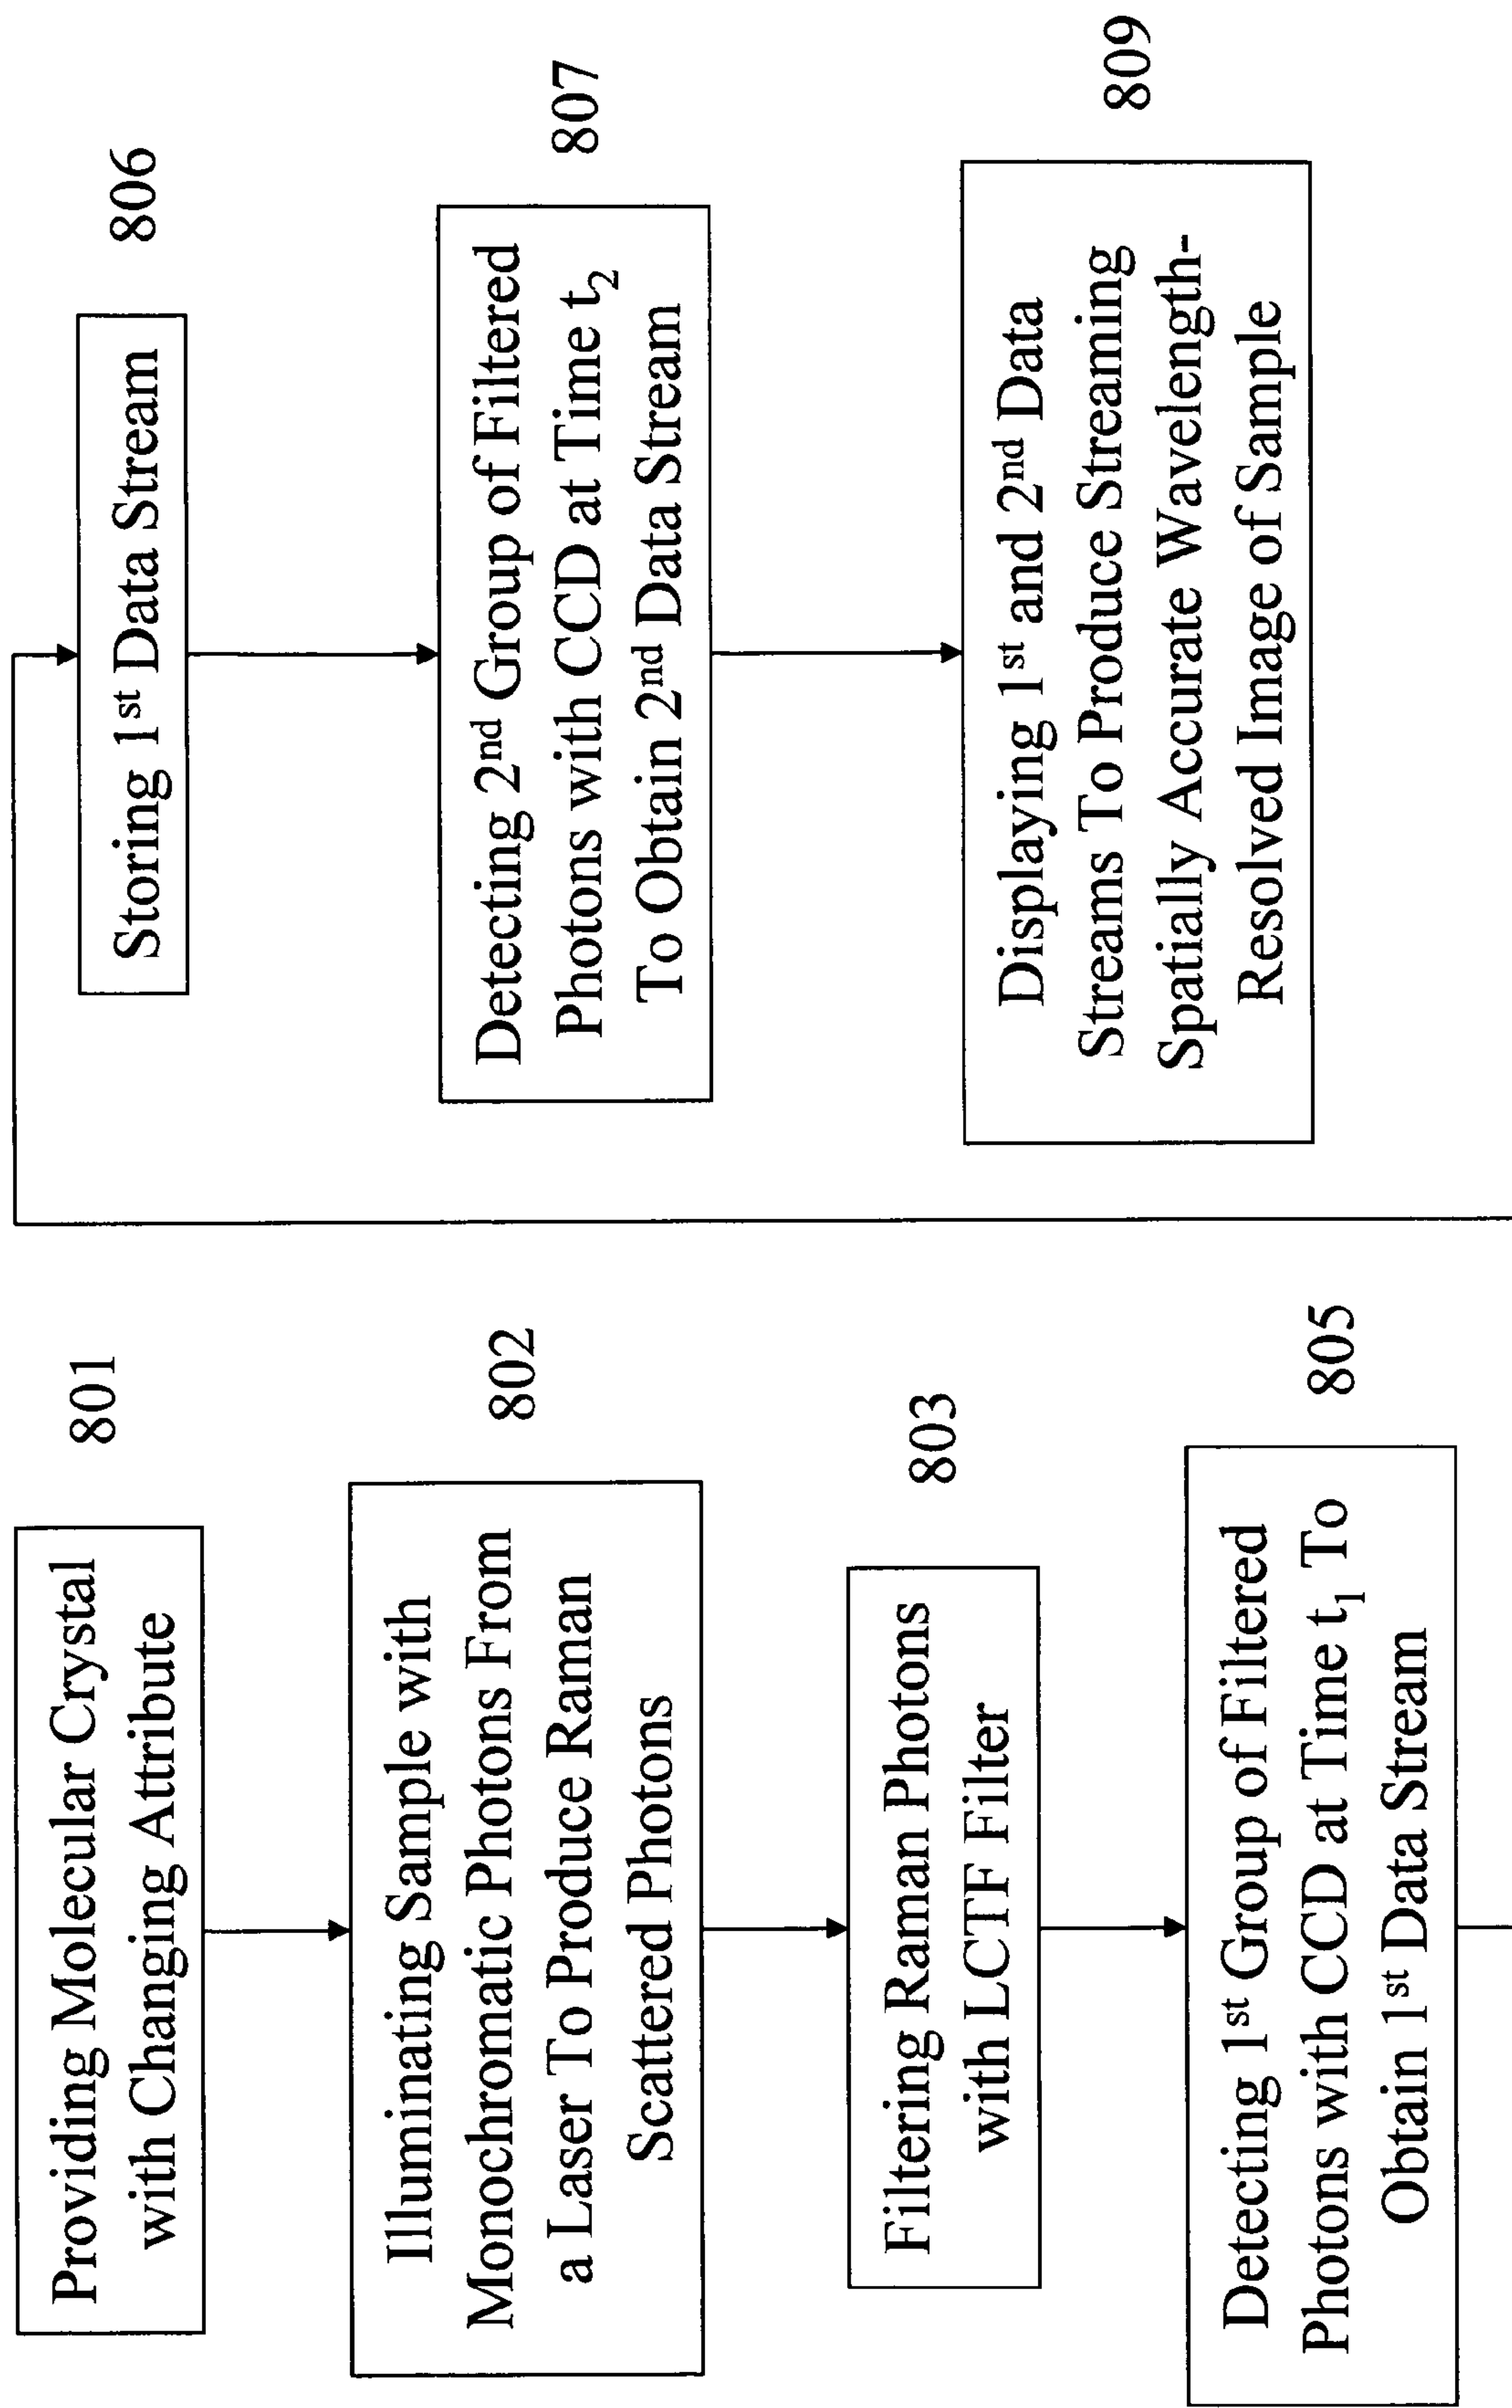 Providing Molecular Crystal
with Changing Attribute
801
Illuminating Sample with
Monochromatic Photons From
a Laser To Produce Raman
Scattered Photons
802
Filtering Raman Photons
with LCTF Filter
803
Detecting 1st Group of Filtered
Photons with CCD at Time t1 To
Obtain 1st Data Stream
805
Storing 1st Data Stream
806
Detecting 2nd Group of Filtered
Photons with CCD at Time t2
To Obtain 2nd Data Stream
807
Displaying 1st and 2nd Data
Streams To Produce Streaming
Spatially Accurate Wavelength-
Resolved Image of Sample
809